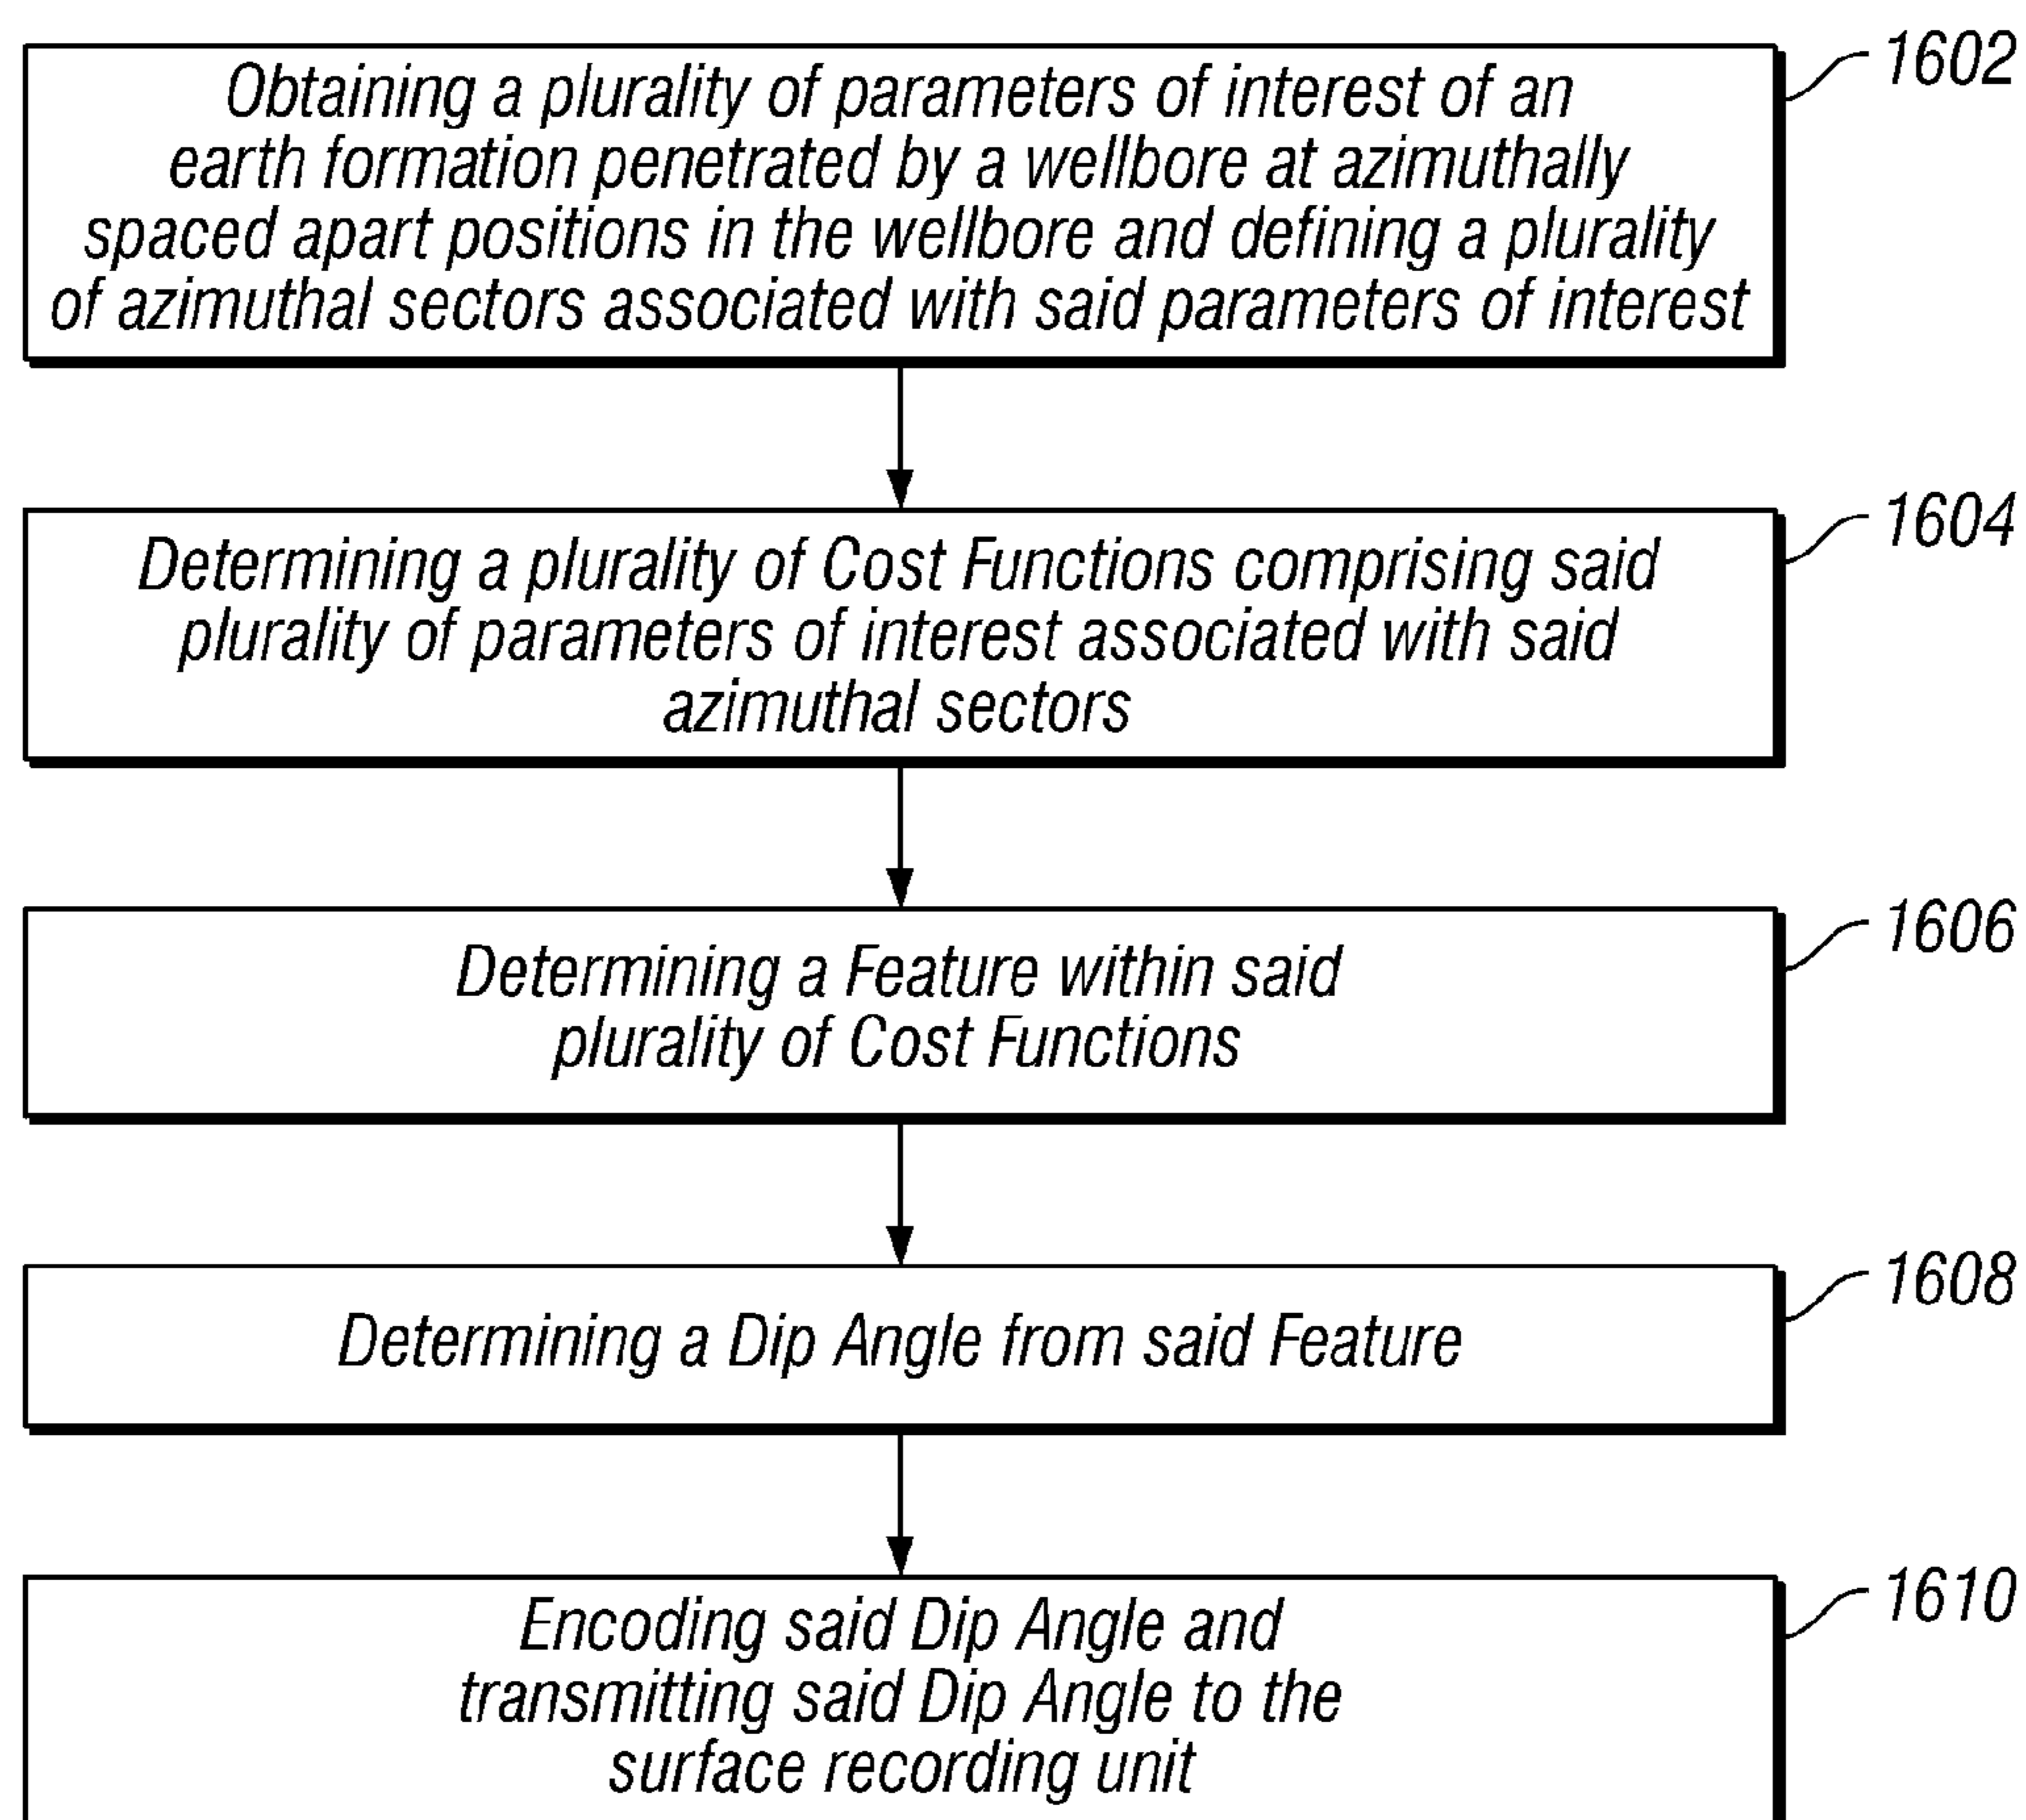 Obtaining a plurality of parameters of interest of an
earth formation penetrated by a wellbore at azimuthally
spaced apart positions in the wellbore and defining a plurality
of azimuthal sectors associated with said parameters of interest
1602
Determining a plurality of Cost Functions comprising said
plurality of parameters of interest associated with said
azimuthal sectors
1604
Determining a Feature within said
plurality of Cost Functions
1606
Determining a Dip Angle from said Feature
1608
Encoding said Dip Angle and
transmitting said Dip Angle to the
surface recording unit
1610